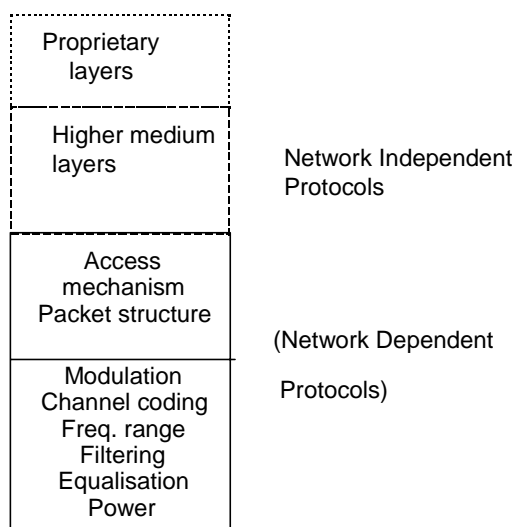 Proprietary
layers
Higher medium
layers
Network Independent
Protocols
Access
mechanism
Packet structure
(Network Dependent
Protocols)
Modulation
Channel coding
Freq. range
Filtering
Equalisation
Power